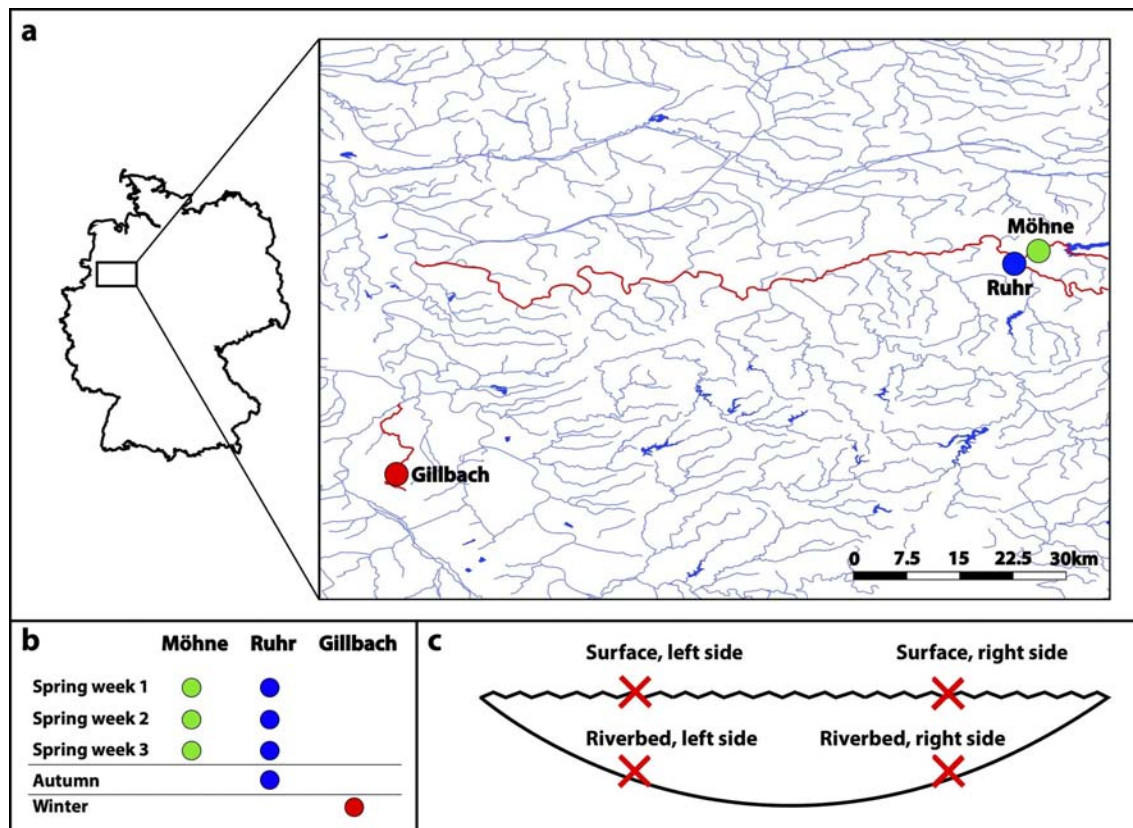 a
Möhne
Ruhr
Gillbach
0 7.5 15 22.5 30km
b Möhne Ruhr Gillbach
Spring week 1
Spring week 2
Spring week 3
Autumn
Winter
c
Surface, left side Surface, right side
Riverbed, left side Riverbed, right side